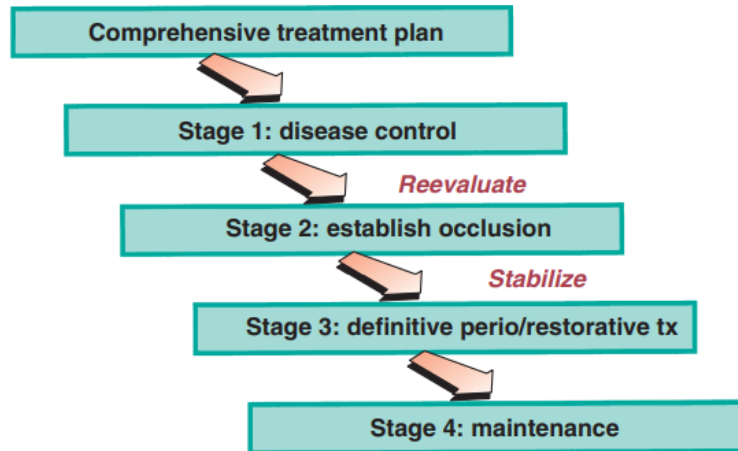 Comprehensive treatment plan
Stage 1: disease control
Reevaluate
Stage 2: establish occlusion
Stabilize
Stage 3: definitive perio/restorative tx
Stage 4: maintenance